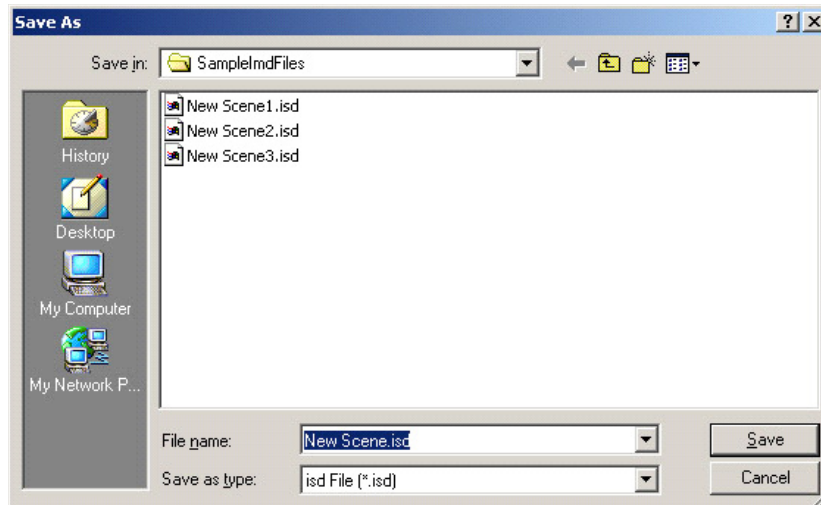 Save As
Save in: SampleImdFiles
New Scene1.isd
New Scene2.isd
New Scene3.isd
History
Desktop
My Computer
My Network P...
File name: New Scene.isd Save
Save as type: isd File (*.isd) Cancel